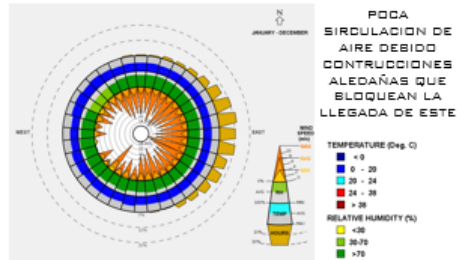 N
JANUARY - DECEMBER
WEST
EAST
WIND
SPEED
RH
TEMP
HOURS
POCA
SIRCULACION DE
AIRE DEBIDO
CONTRUCCIONES
ALEDAÑAS QUE
BLOQUEAN LA
LLEGADA DE ESTE
TEMPERATURE (Deg. C)
< 0
0 - 20
20 - 24
24 - 38
> 38
RELATIVE HUMIDITY (%)
<30
30-70
>70